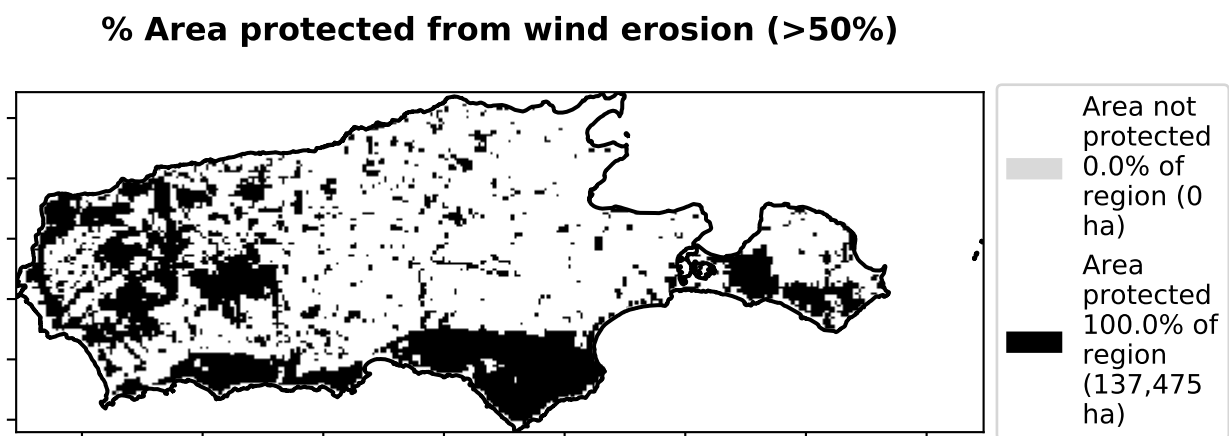 % Area protected from wind erosion (>50%)
Area not
protected
0.0% of
region (0
ha)
Area
protected
100.0% of
region
(137,475
ha)